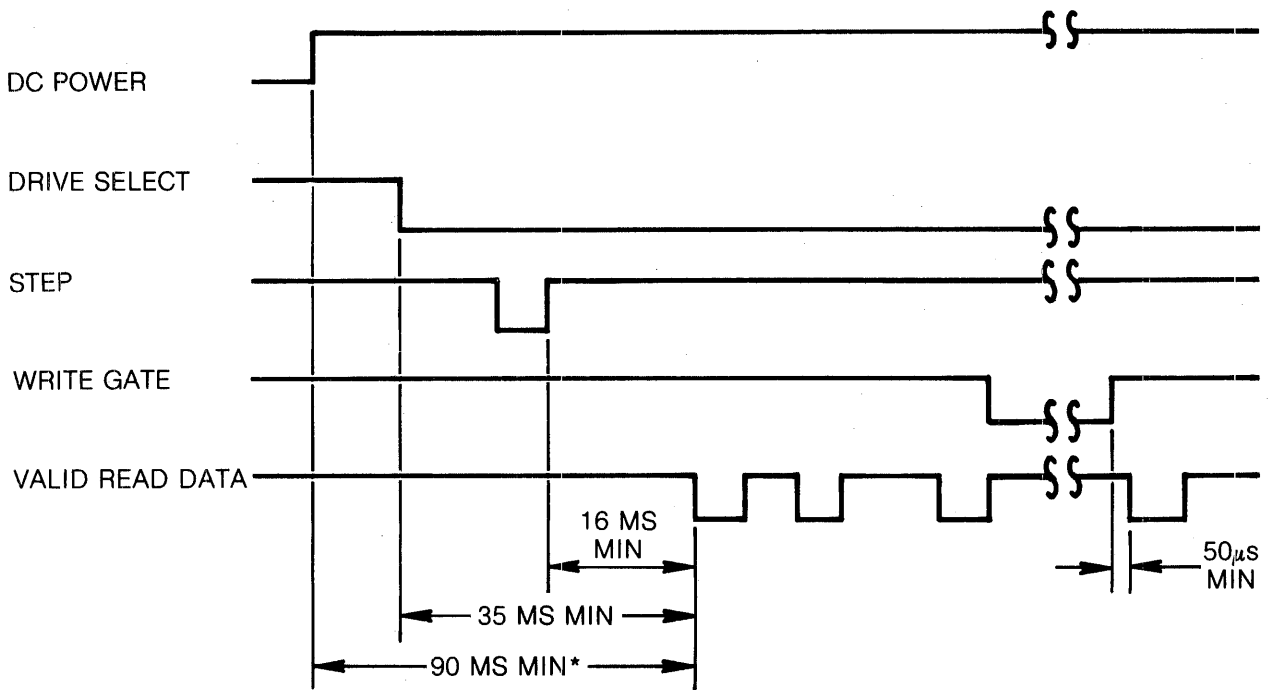 DC POWER
DRIVE SELECT
STEP
WRITE GATE
VALID READ DATA
16 MS
MIN
50µs
MIN
35 MS MIN
90 MS MIN*